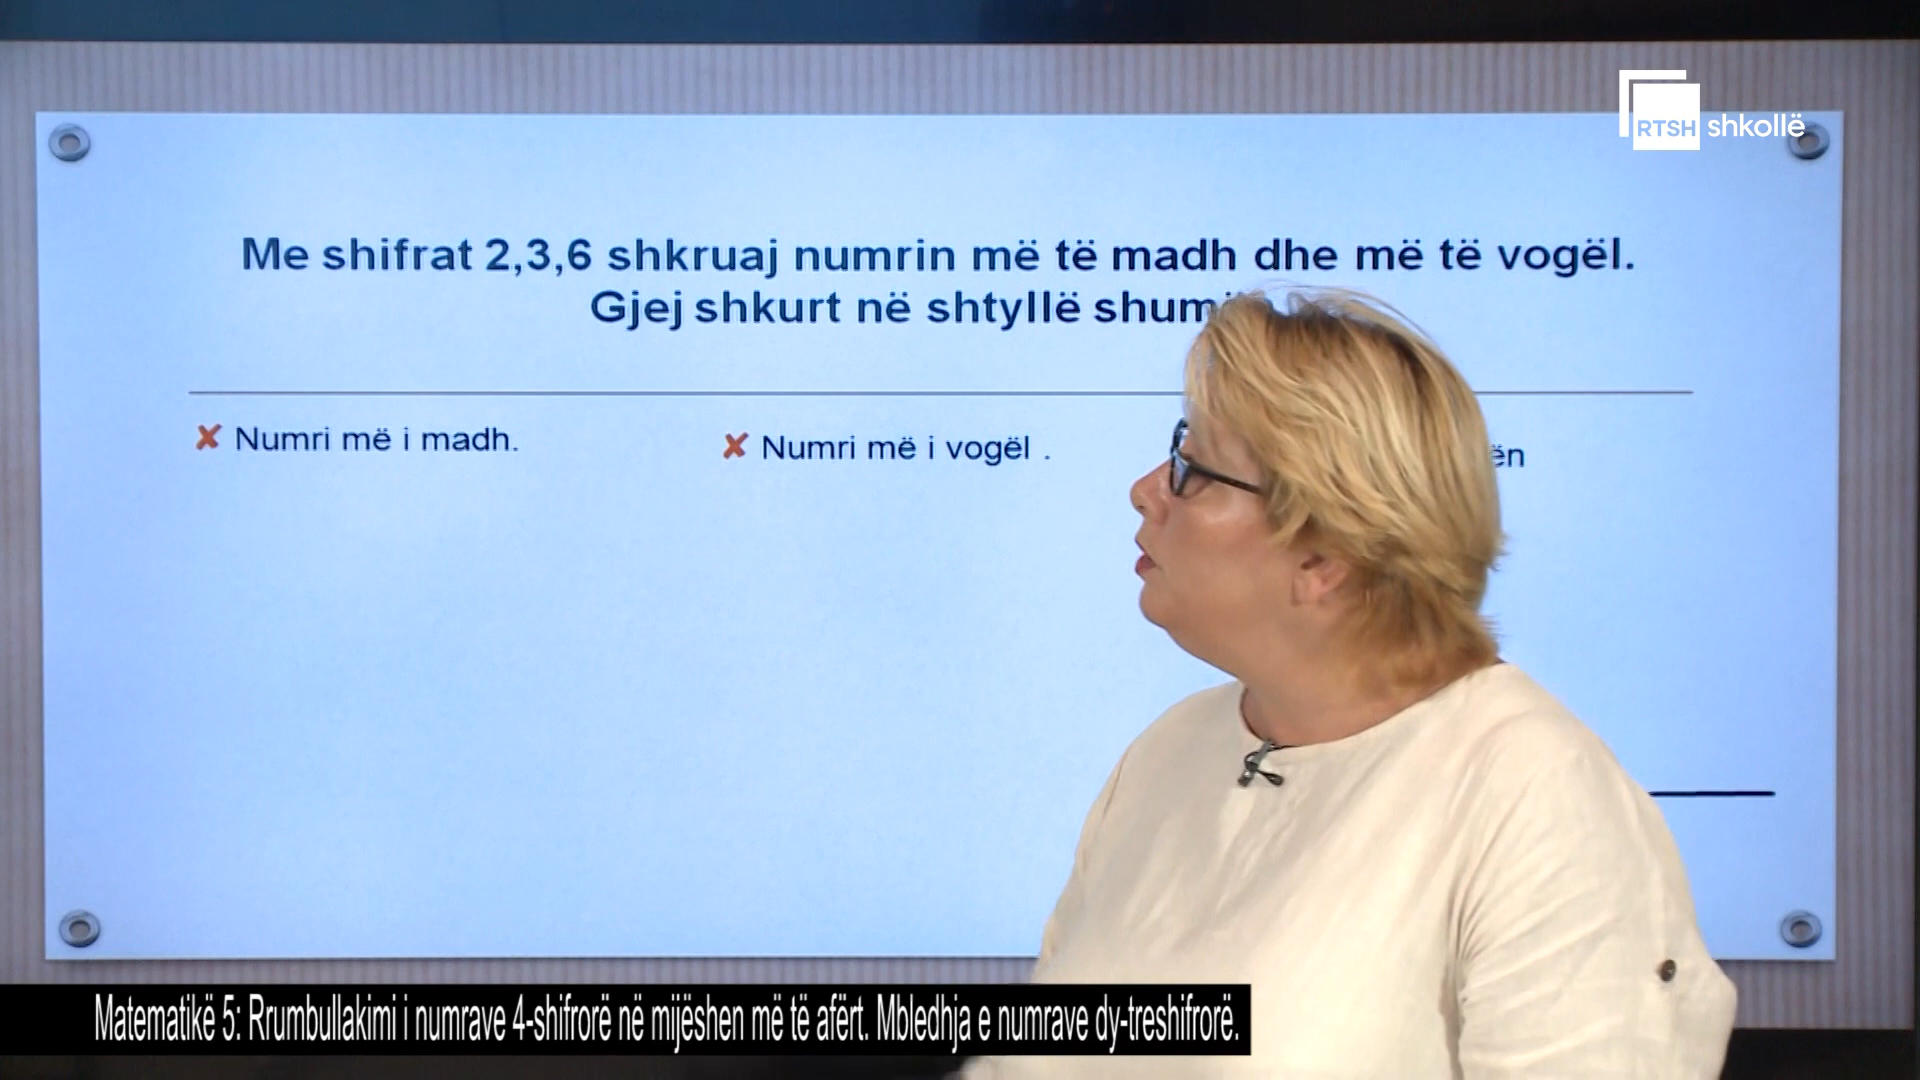 RTSH shkollë
Me shifrat 2,3,6 shkruaj numrin më të madh dhe më të vogël.
Gjej shkurt në shtyllë
✘ Numri më i madh.
✘ Numri më i vogël .
Matematikë 5: Rrumbullakimi i numrave 4-shifrorë në mijëshen më të afërt. Mbledhja e numrave dy-treshifrorë.